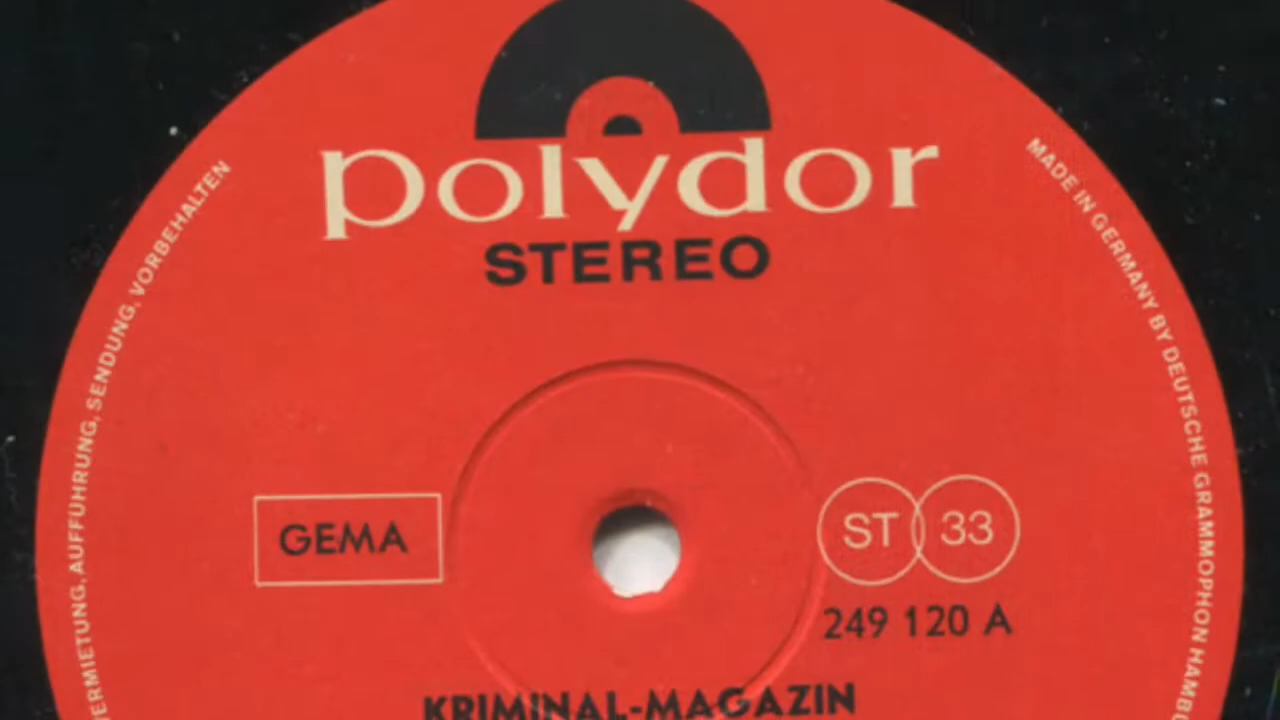 polydor
STEREO
VERMIETUNG, AUFFÜHRUNG, SENDUNG, VORBEHALTEN
MADE IN GERMANY BY DEUTSCHE GRAMMOPHON
GEMA
ST 33
249 120 A
KRIMINAL-MAGAZIN